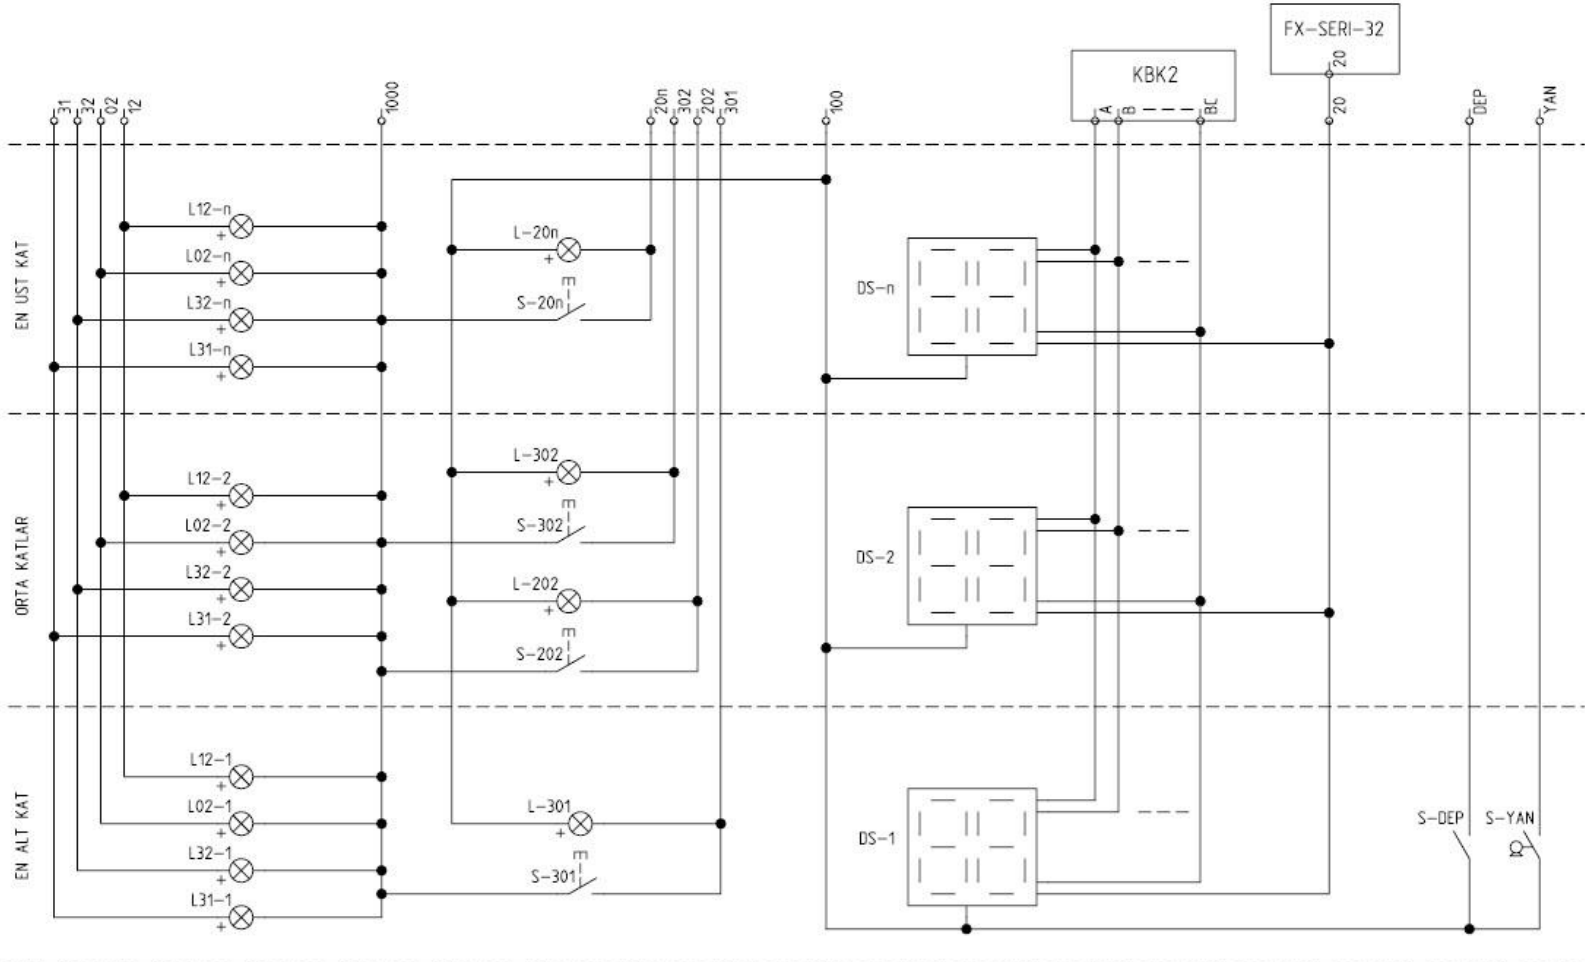 FX-SERI-32
20
KBK2
A B BC
31 32 02 12 1000 20n 302 202 301 100 20 DEP YAN
EN UST KAT
L12-n
+
L02-n
+
L32-n
+
L31-n
+
L-20n
+
S-20n
DS-n
ORTA KATLAR
L12-2
+
L02-2
+
L32-2
+
L31-2
+
L-302
+
S-302
L-202
+
S-202
DS-2
EN ALT KAT
L12-1
+
L02-1
+
L32-1
+
L31-1
+
L-301
+
S-301
DS-1
S-DEP S-YAN